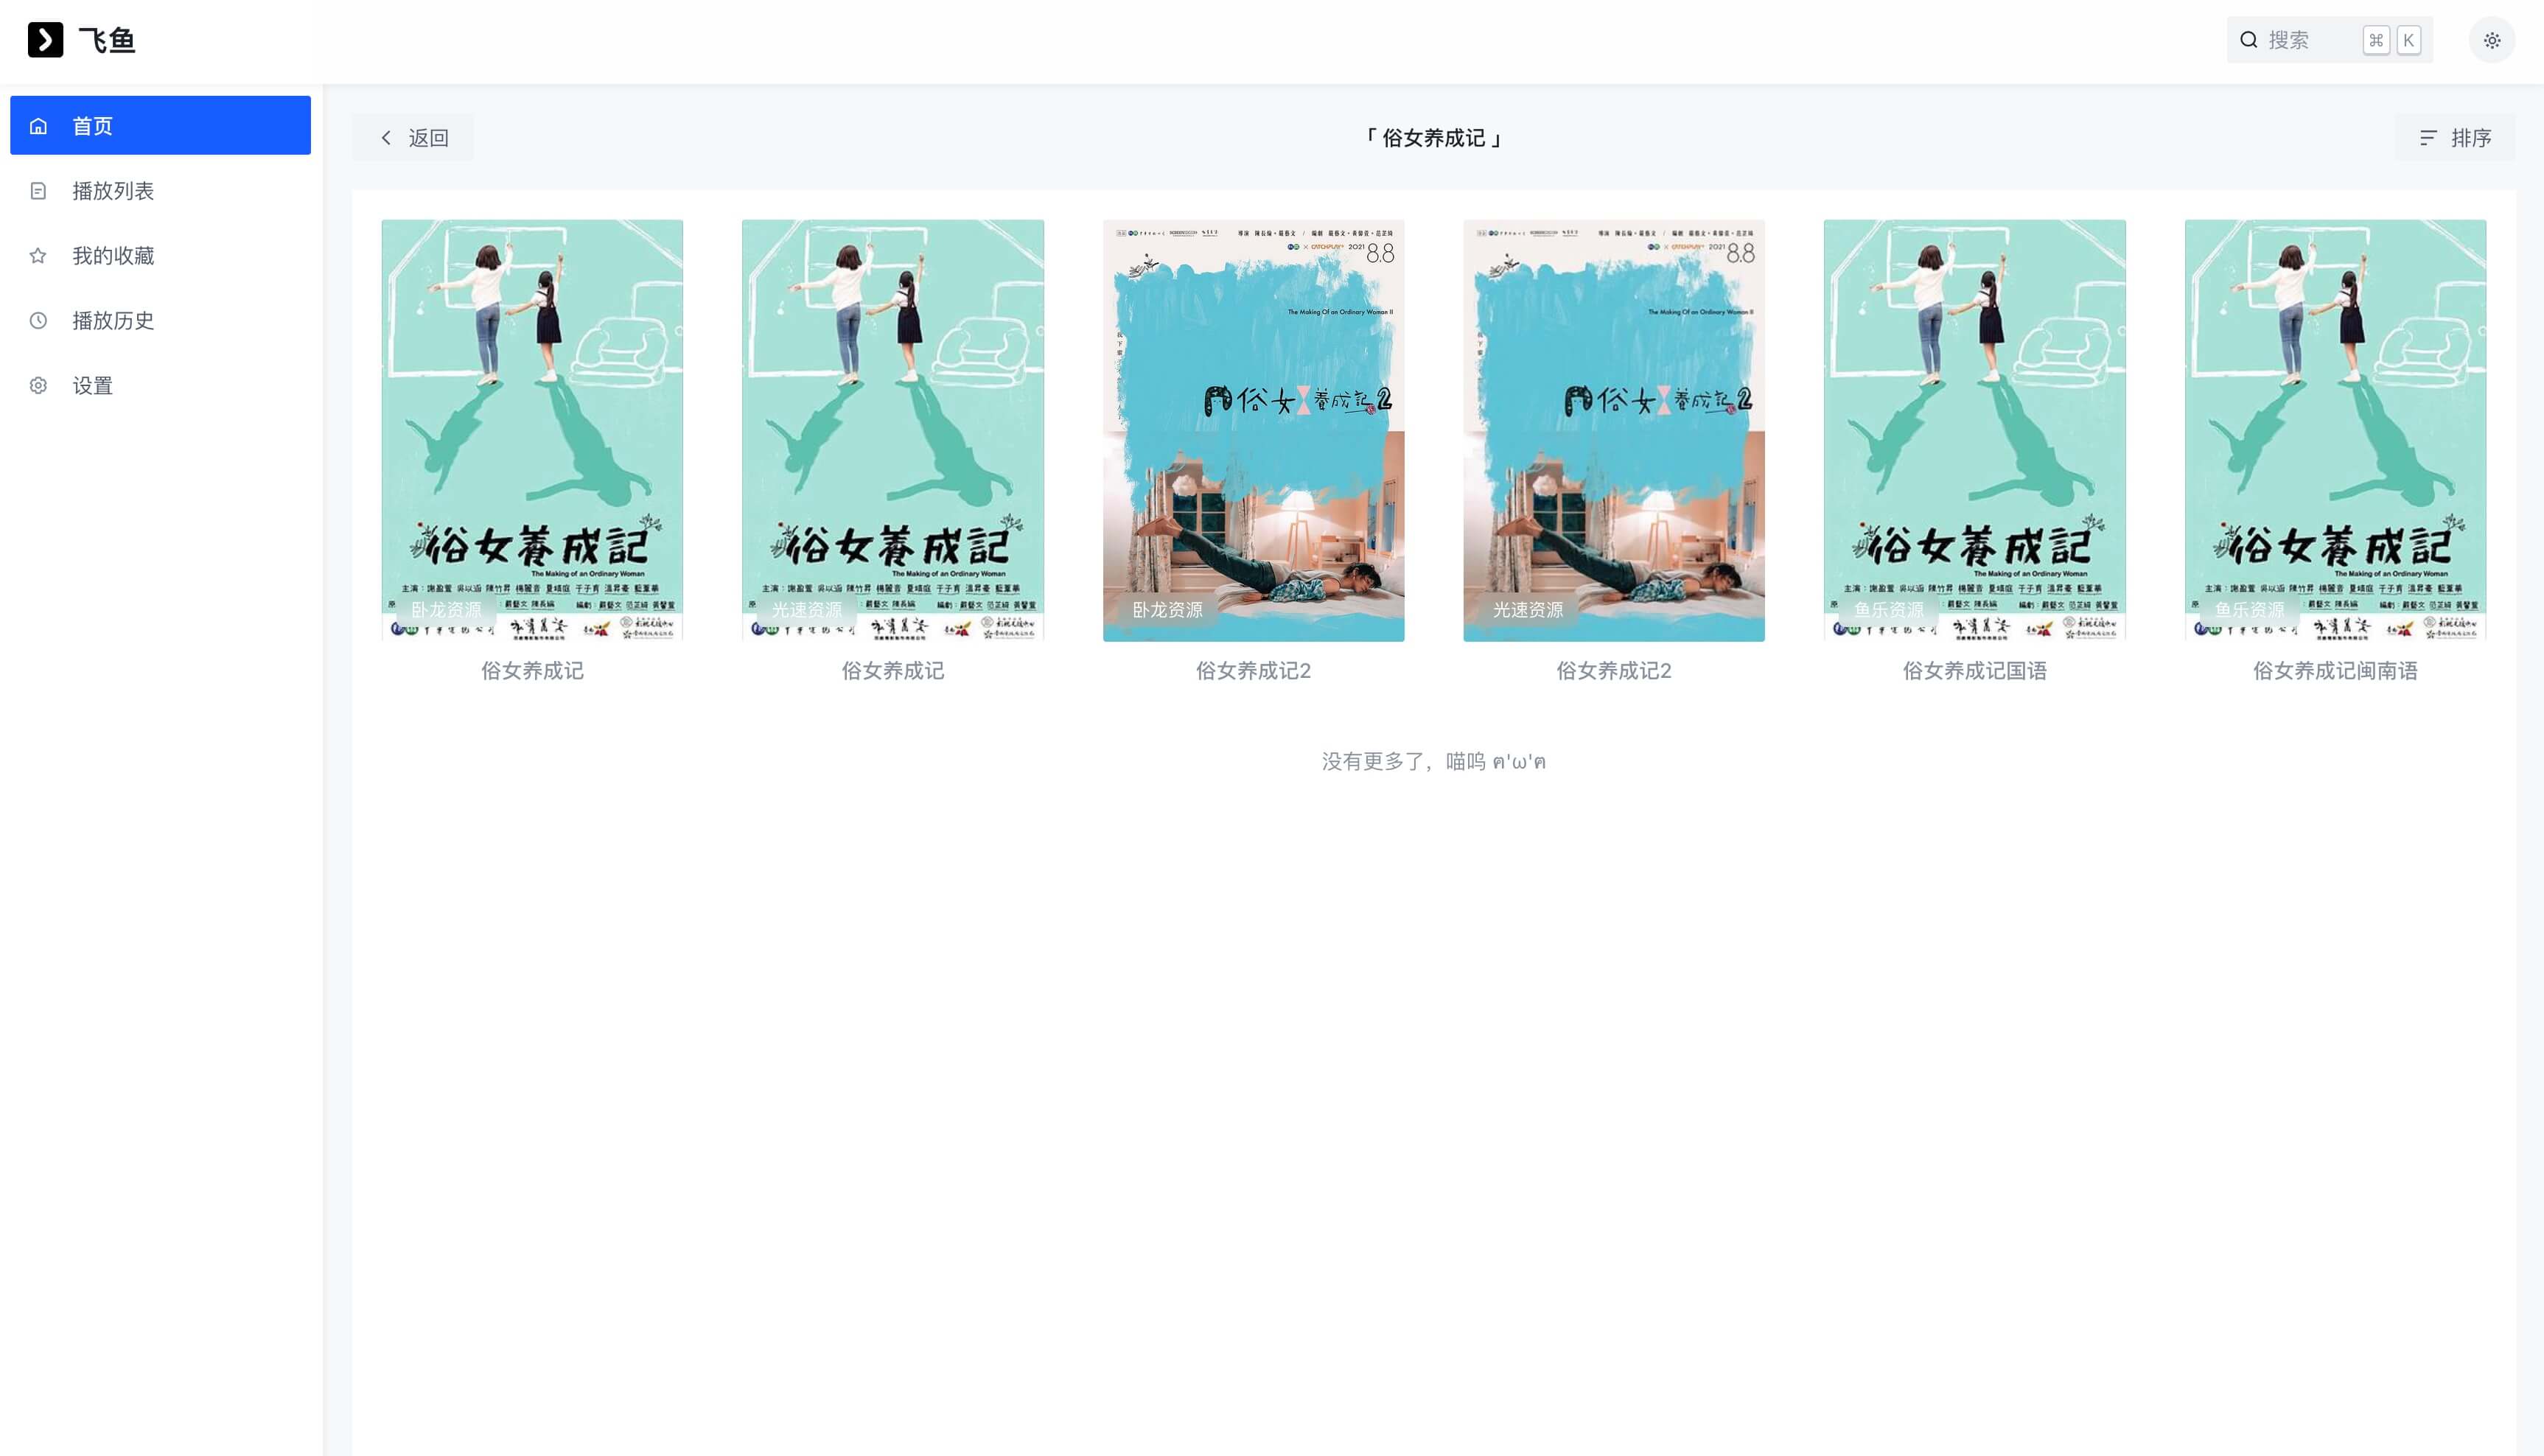 飞鱼
搜索 ⌘ K
首页
播放列表
我的收藏
播放历史
设置
返回
「 俗女养成记 」
排序
俗女養成記
The Making of an Ordinary Woman
卧龙资源
俗女养成记
俗女養成記
The Making of an Ordinary Woman
光速资源
俗女养成记
CATCHPLAY+ 2021 8.8
The Making Of an Ordinary Woman II
俗女養成記2
卧龙资源
俗女养成记2
CATCHPLAY+ 2021 8.8
The Making Of an Ordinary Woman II
俗女養成記2
光速资源
俗女养成记2
俗女養成記
The Making of an Ordinary Woman
鱼乐资源
俗女养成记国语
俗女養成記
The Making of an Ordinary Woman
鱼乐资源
俗女养成记闽南语
没有更多了，喵呜 ฅ'ω'ฅ